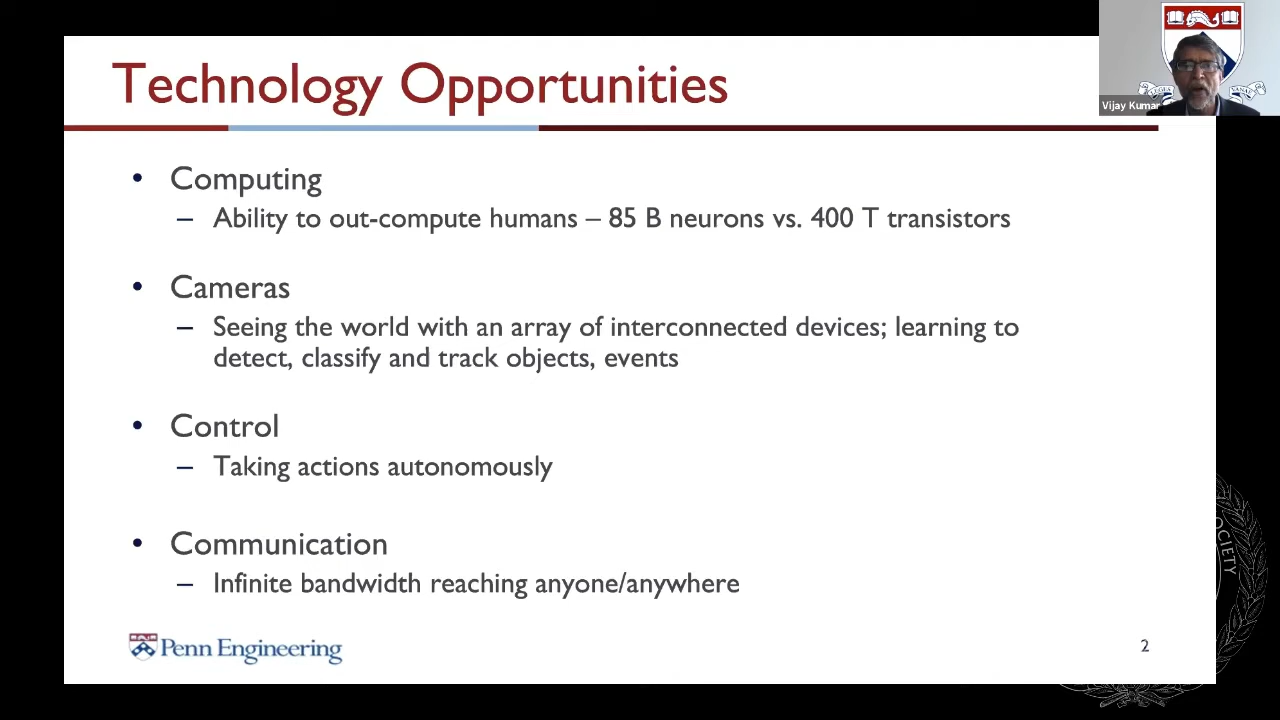 Technology Opportunities
Vijay Kumar
• Computing
– Ability to out-compute humans – 85 B neurons vs. 400 T transistors
• Cameras
– Seeing the world with an array of interconnected devices; learning to
detect, classify and track objects, events
• Control
– Taking actions autonomously
• Communication
– Infinite bandwidth reaching anyone/anywhere
Penn Engineering
2
SOCIETY